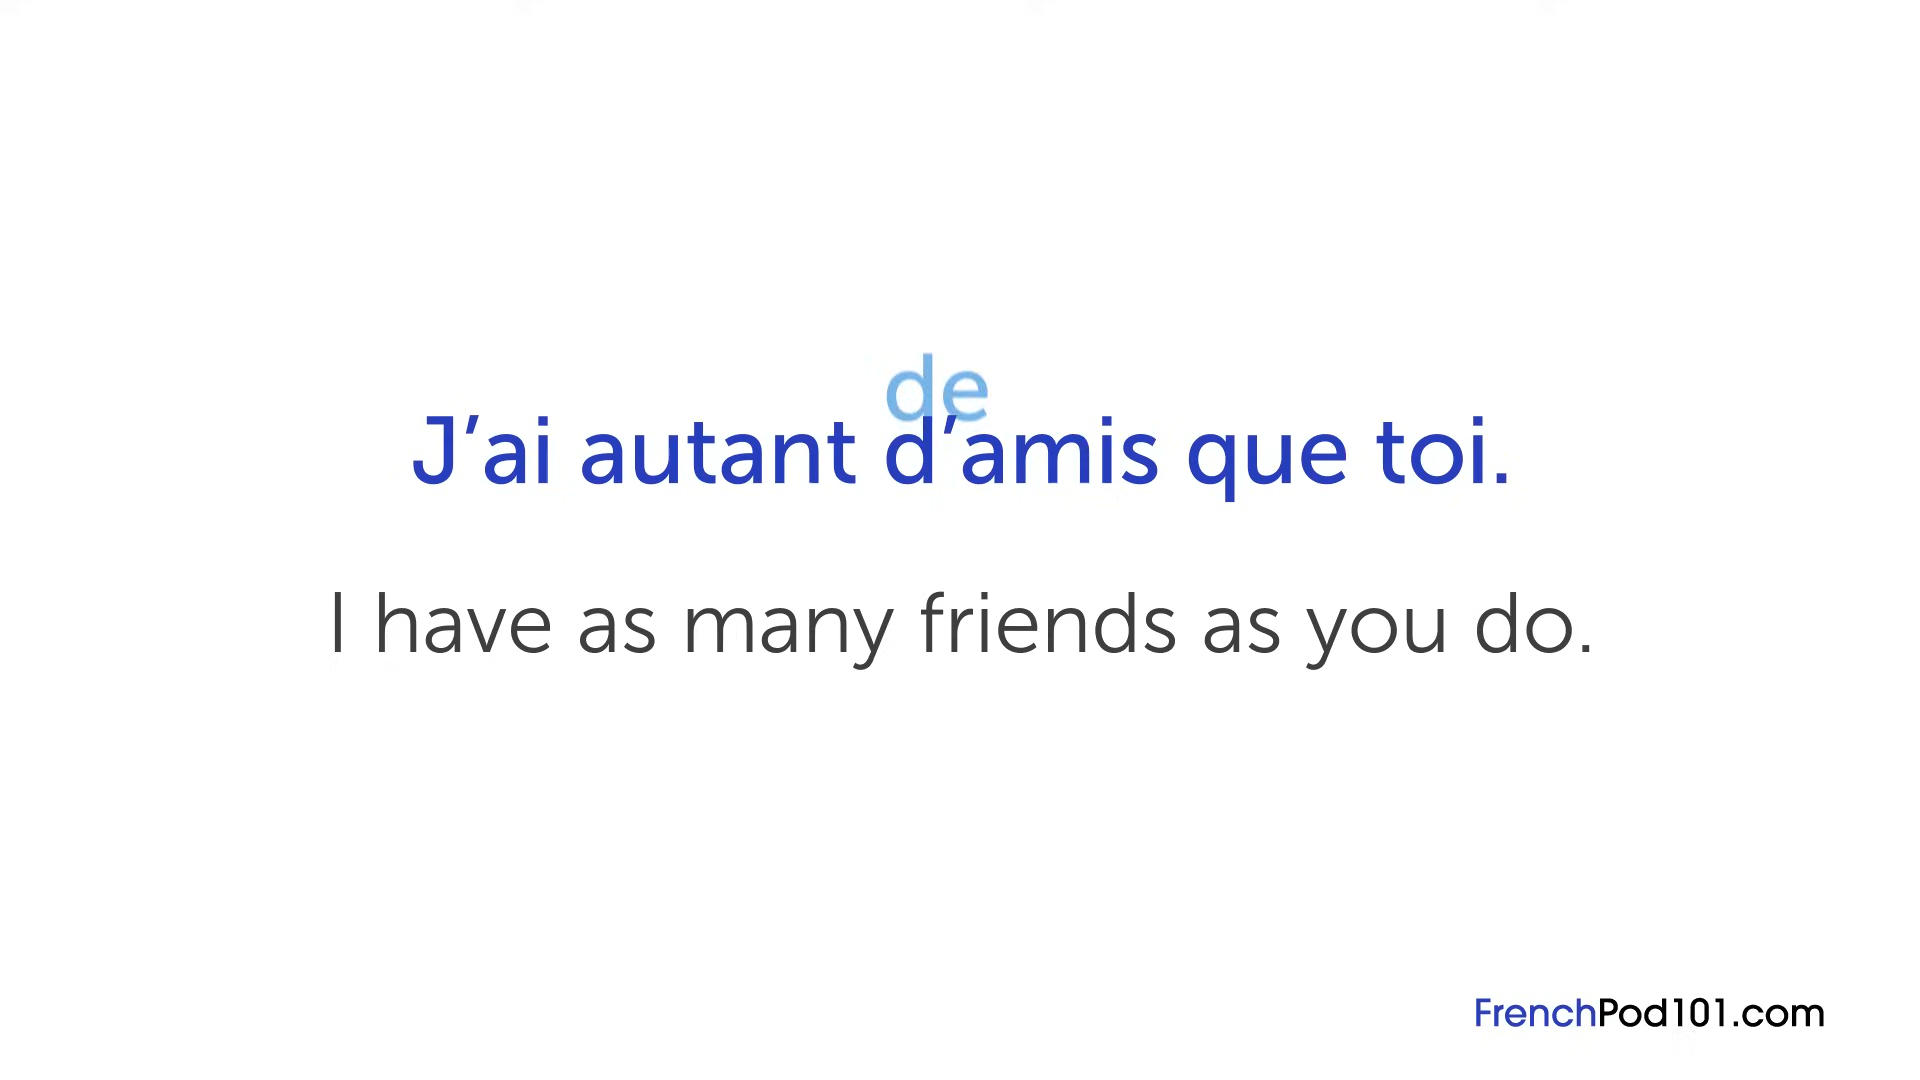 de
J’ai autant d’amis que toi.
I have as many friends as you do.
FrenchPod101.com